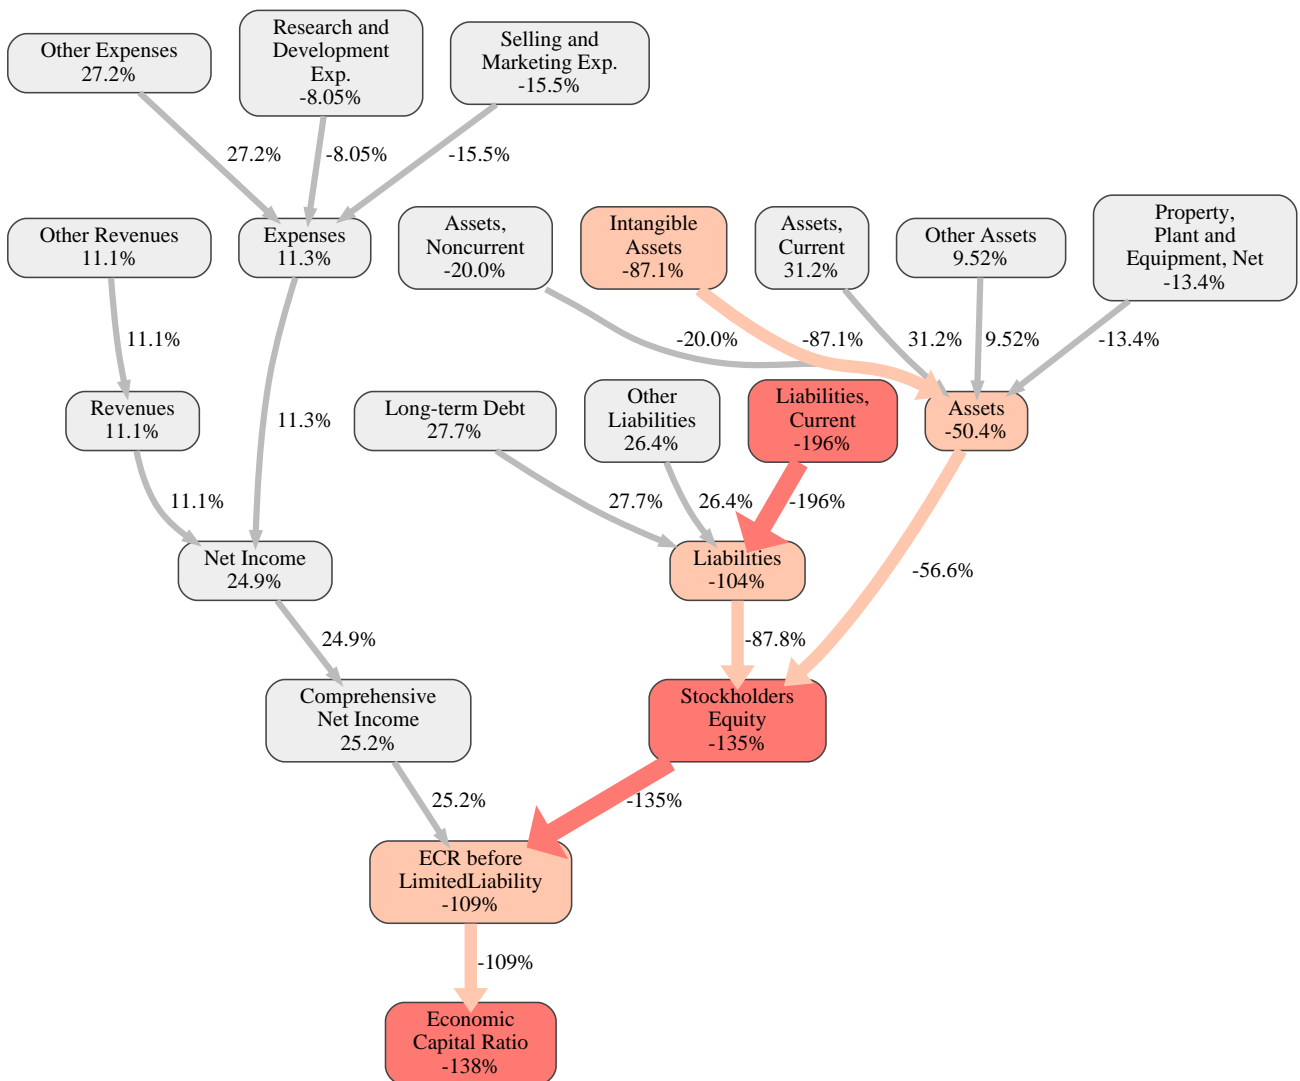 Other Expenses
27.2%
Research and
Development
Exp.
-8.05%
Selling and
Marketing Exp.
-15.5%
27.2%
-8.05%
-15.5%
Other Revenues
11.1%
Expenses
11.3%
Assets,
Noncurrent
-20.0%
Intangible
Assets
-87.1%
Assets,
Current
31.2%
Other Assets
9.52%
Property,
Plant and
Equipment, Net
-13.4%
11.1%
-20.0%
-87.1%
31.2%
9.52%
-13.4%
Revenues
11.1%
11.3%
Long-term Debt
27.7%
Other
Liabilities
26.4%
Liabilities,
Current
-196%
Assets
-50.4%
11.1%
27.7%
26.4%
-196%
Net Income
24.9%
Liabilities
-104%
-56.6%
24.9%
-87.8%
Comprehensive
Net Income
25.2%
Stockholders
Equity
-135%
25.2%
-135%
ECR before
LimitedLiability
-109%
-109%
Economic
Capital Ratio
-138%